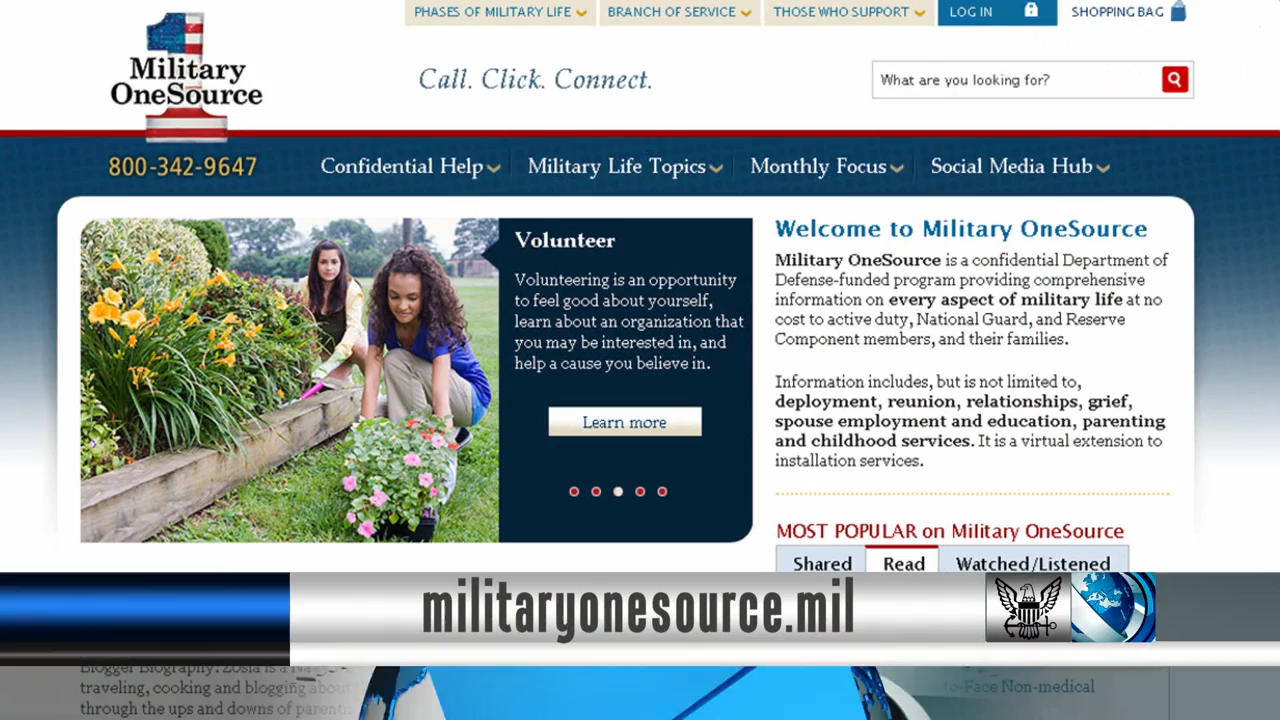 PHASES OF MILITARY LIFE
BRANCH OF SERVICE
THOSE WHO SUPPORT
LOG IN
SHOPPING BAG
1
Military
OneSource
Call. Click. Connect.
What are you looking for?
800-342-9647
Confidential Help
Military Life Topics
Monthly Focus
Social Media Hub
Volunteer
Volunteering is an opportunity
to feel good about yourself,
learn about an organization that
you may be interested in, and
help a cause you believe in.
Learn more
Welcome to Military OneSource
Military OneSource is a confidential Department of
Defense-funded program providing comprehensive
information on every aspect of military life at no
cost to active duty, National Guard, and Reserve
Component members, and their families.
Information includes, but is not limited to,
deployment, reunion, relationships, grief,
spouse employment and education, parenting
and childhood services. It is a virtual extension to
installation services.
MOST POPULAR on Military OneSource
Shared
Read
Watched/Listened
militaryonesource.mil
Blogger Biography: Zosia is a
traveling, cooking and blogging about
through the ups and downs of
to-Face Non-medical